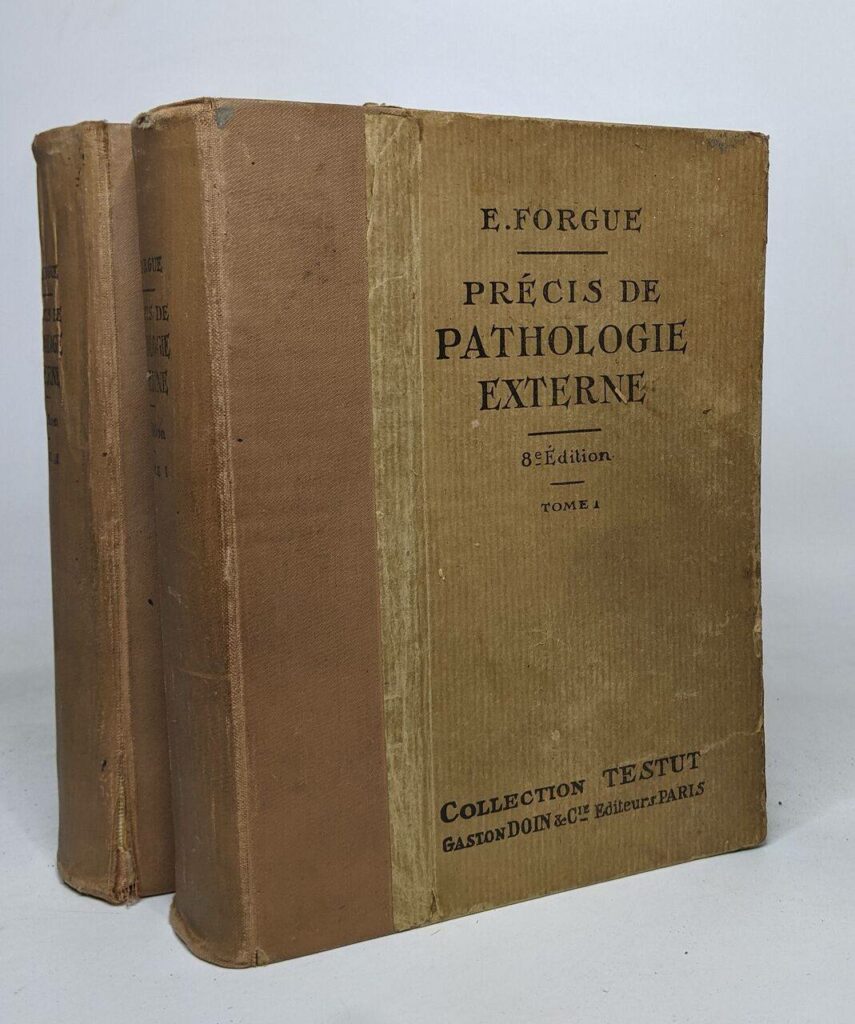 E. FORGUE
PRÉCIS DE
PATHOLOGIE
EXTERNE
8e Édition
TOME I
COLLECTION TESTUT
GASTON DOIN & Cie Editeurs PARIS